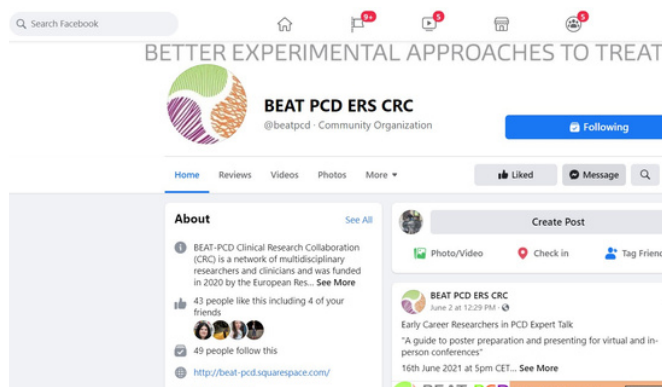 Search Facebook
9+
5
5
BETTER EXPERIMENTAL APPROACHES TO TREAT
BEAT PCD ERS CRC
@beatpcd · Community Organization
Following
Home Reviews Videos Photos More
Liked Message
About See All
BEAT-PCD Clinical Research Collaboration
(CRC) is a network of multidisciplinary
researchers and clinicians and was funded
in 2020 by the European Res... See More
43 people like this including 4 of your
friends
49 people follow this
http://beat-pcd.squarespace.com/
Create Post
Photo/Video Check in Tag Friend
BEAT PCD ERS CRC
June 2 at 12:29 PM ·
Early Career Researchers in PCD Expert Talk
"A guide to poster preparation and presenting for virtual and in-
person conferences"
16th June 2021 at 5pm CET... See More
BEAT PCD